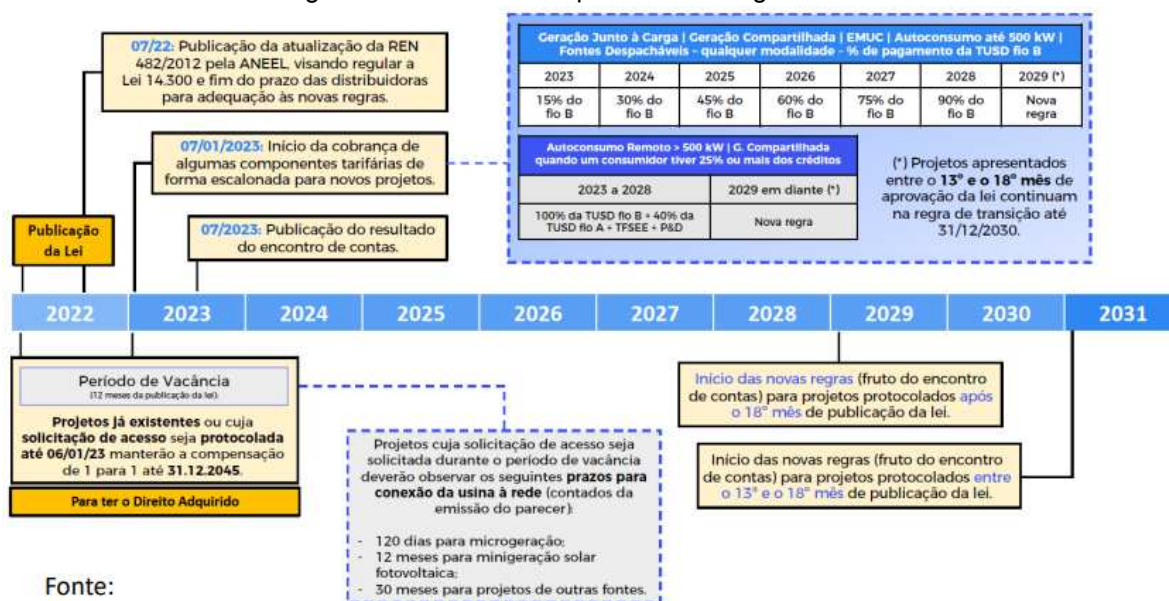 07/22: Publicação da atualização da REN
482/2012 pela ANEEL, visando regular a
Lei 14.300 e fim do prazo das distribuidoras
para adequação às novas regras.
07/01/2023: Início da cobrança de
algumas componentes tarifárias de
forma escalonada para novos projetos.
Publicação
da Lei
07/2023: Publicação do resultado
do encontro de contas.
Geração Junto à Carga | Geração Compartilhada | EMUC | Autoconsumo até 500 kW |
Fontes Despacháveis - qualquer modalidade - % de pagamento da TUSD fio B
2023 2024 2025 2026 2027 2028 2029 (*)
15% do fio B 30% do fio B 45% do fio B 60% do fio B 75% do fio B 90% do fio B Nova regra
Autoconsumo Remoto > 500 kW | G. Compartilhada
quando um consumidor tiver 25% ou mais dos créditos
2023 a 2028 2029 em diante (*)
100% da TUSD fio B + 40% da
TUSD fio A + TFSEE + P&D
Nova regra
(*) Projetos apresentados
entre o 13º e o 18º mês de
aprovação da lei continuam
na regra de transição até
31/12/2030.
2022 2023 2024 2025 2026 2027 2028 2029 2030 2031
Período de Vacância
(12 meses da publicação da lei)
Projetos já existentes ou cuja
solicitação de acesso seja protocolada
até 06/01/23 manterão a compensação
de 1 para 1 até 31.12.2045.
Para ter o Direito Adquirido
Projetos cuja solicitação de acesso seja
solicitada durante o período de vacância
deverão observar os seguintes prazos para
conexão da usina à rede (contados da
emissão do parecer):
- 120 dias para microgeração;
- 12 meses para minigeração solar
fotovoltaica;
- 30 meses para projetos de outras fontes.
Início das novas regras (fruto do encontro
de contas) para projetos protocolados após
o 18º mês de publicação da lei.
Início das novas regras (fruto do encontro
de contas) para projetos protocolados entre
o 13º e o 18º mês de publicação da lei.
Fonte: